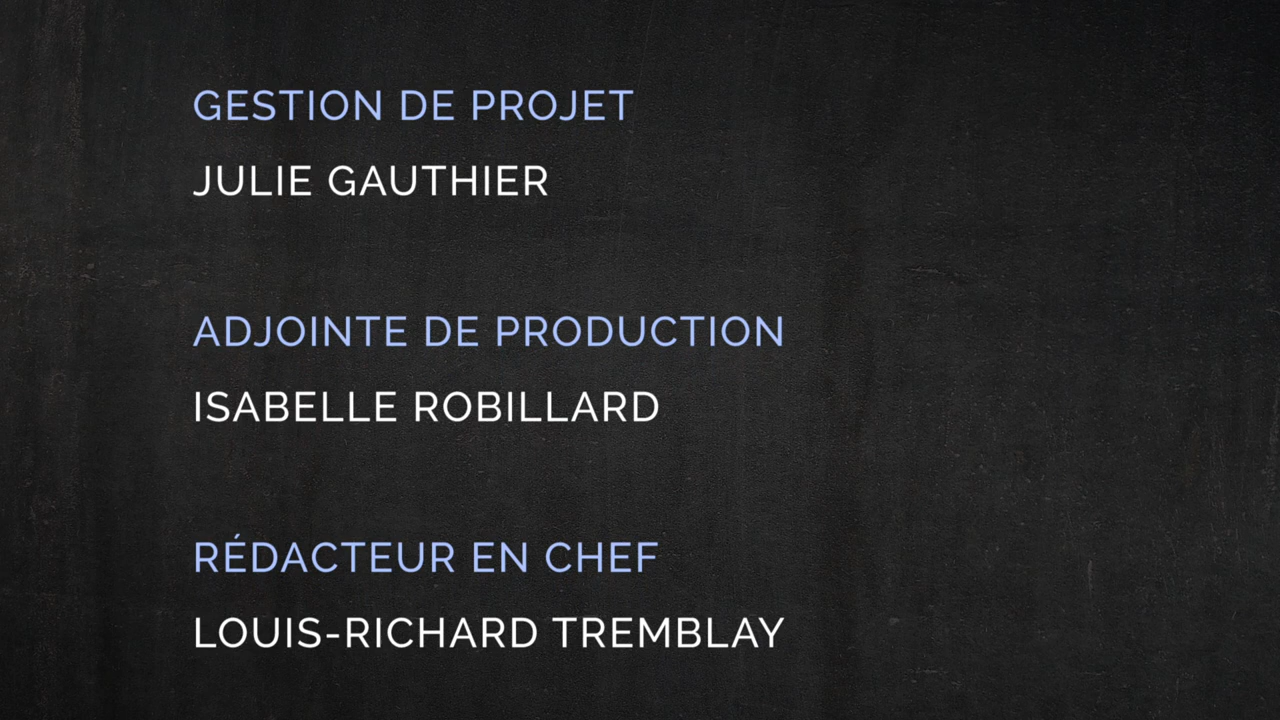 GESTION DE PROJET
JULIE GAUTHIER
ADJOINTE DE PRODUCTION
ISABELLE ROBILLARD
RÉDACTEUR EN CHEF
LOUIS-RICHARD TREMBLAY